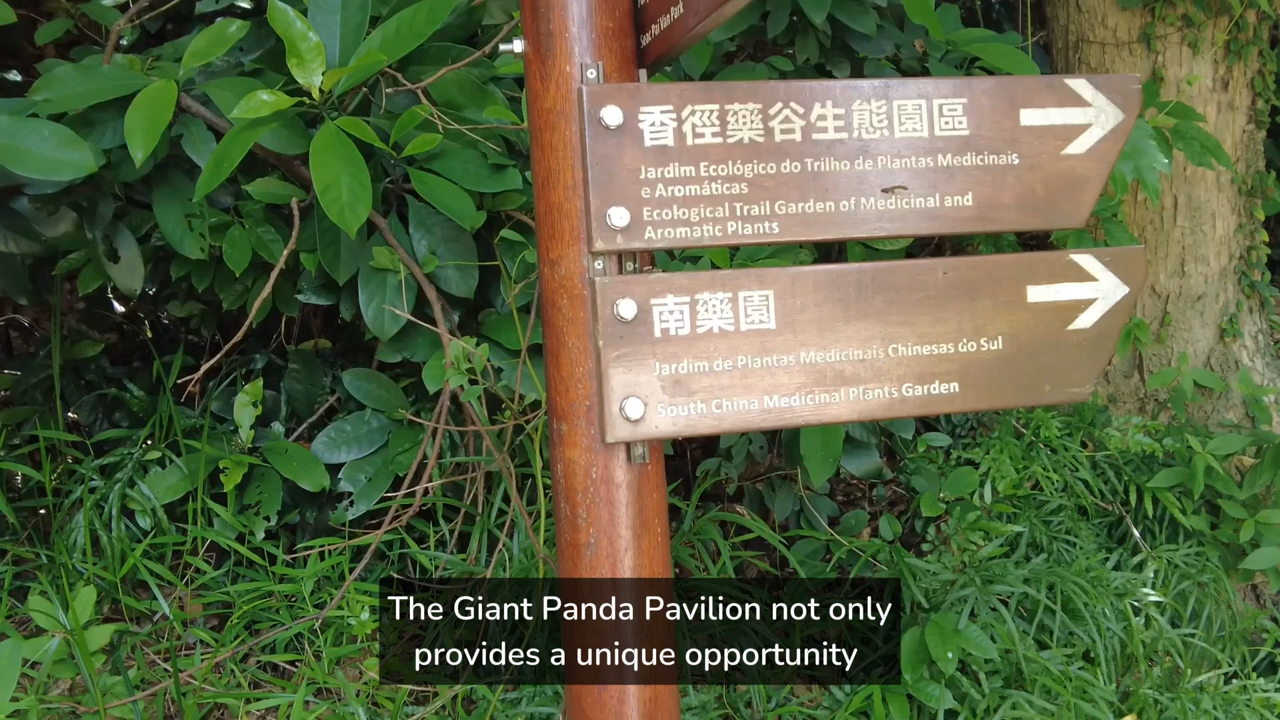 Seac Pai Van Park
香徑藥谷生態園區
Jardim Ecológico do Trilho de Plantas Medicinais
e Aromáticas
Ecological Trail Garden of Medicinal and
Aromatic Plants
南藥園
Jardim de Plantas Medicinais Chinesas do Sul
South China Medicinal Plants Garden
The Giant Panda Pavilion not only
provides a unique opportunity